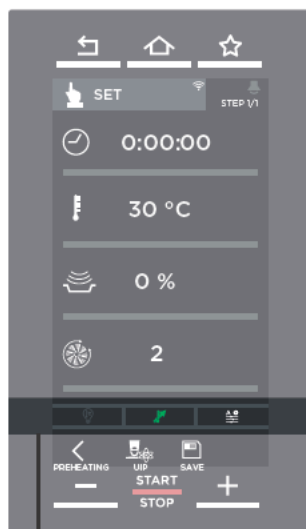 SET
STEP 1/1
0:00:00
30 °C
0 %
2
PREHEATING UIP SAVE
START
STOP